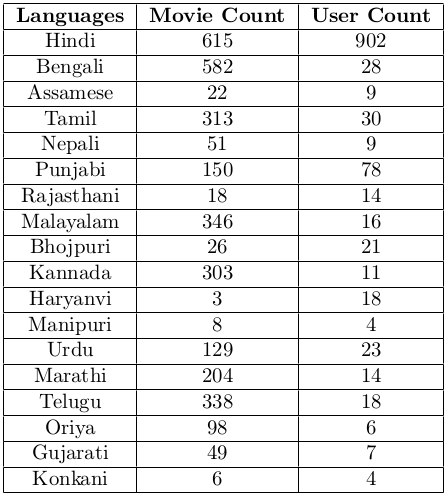 Languages Movie Count User Count
Hindi 615 902
Bengali 582 28
Assamese 22 9
Tamil 313 30
Nepali 51 9
Punjabi 150 78
Rajasthani 18 14
Malayalam 346 16
Bhojpuri 26 21
Kannada 303 11
Haryanvi 3 18
Manipuri 8 4
Urdu 129 23
Marathi 204 14
Telugu 338 18
Oriya 98 6
Gujarati 49 7
Konkani 6 4